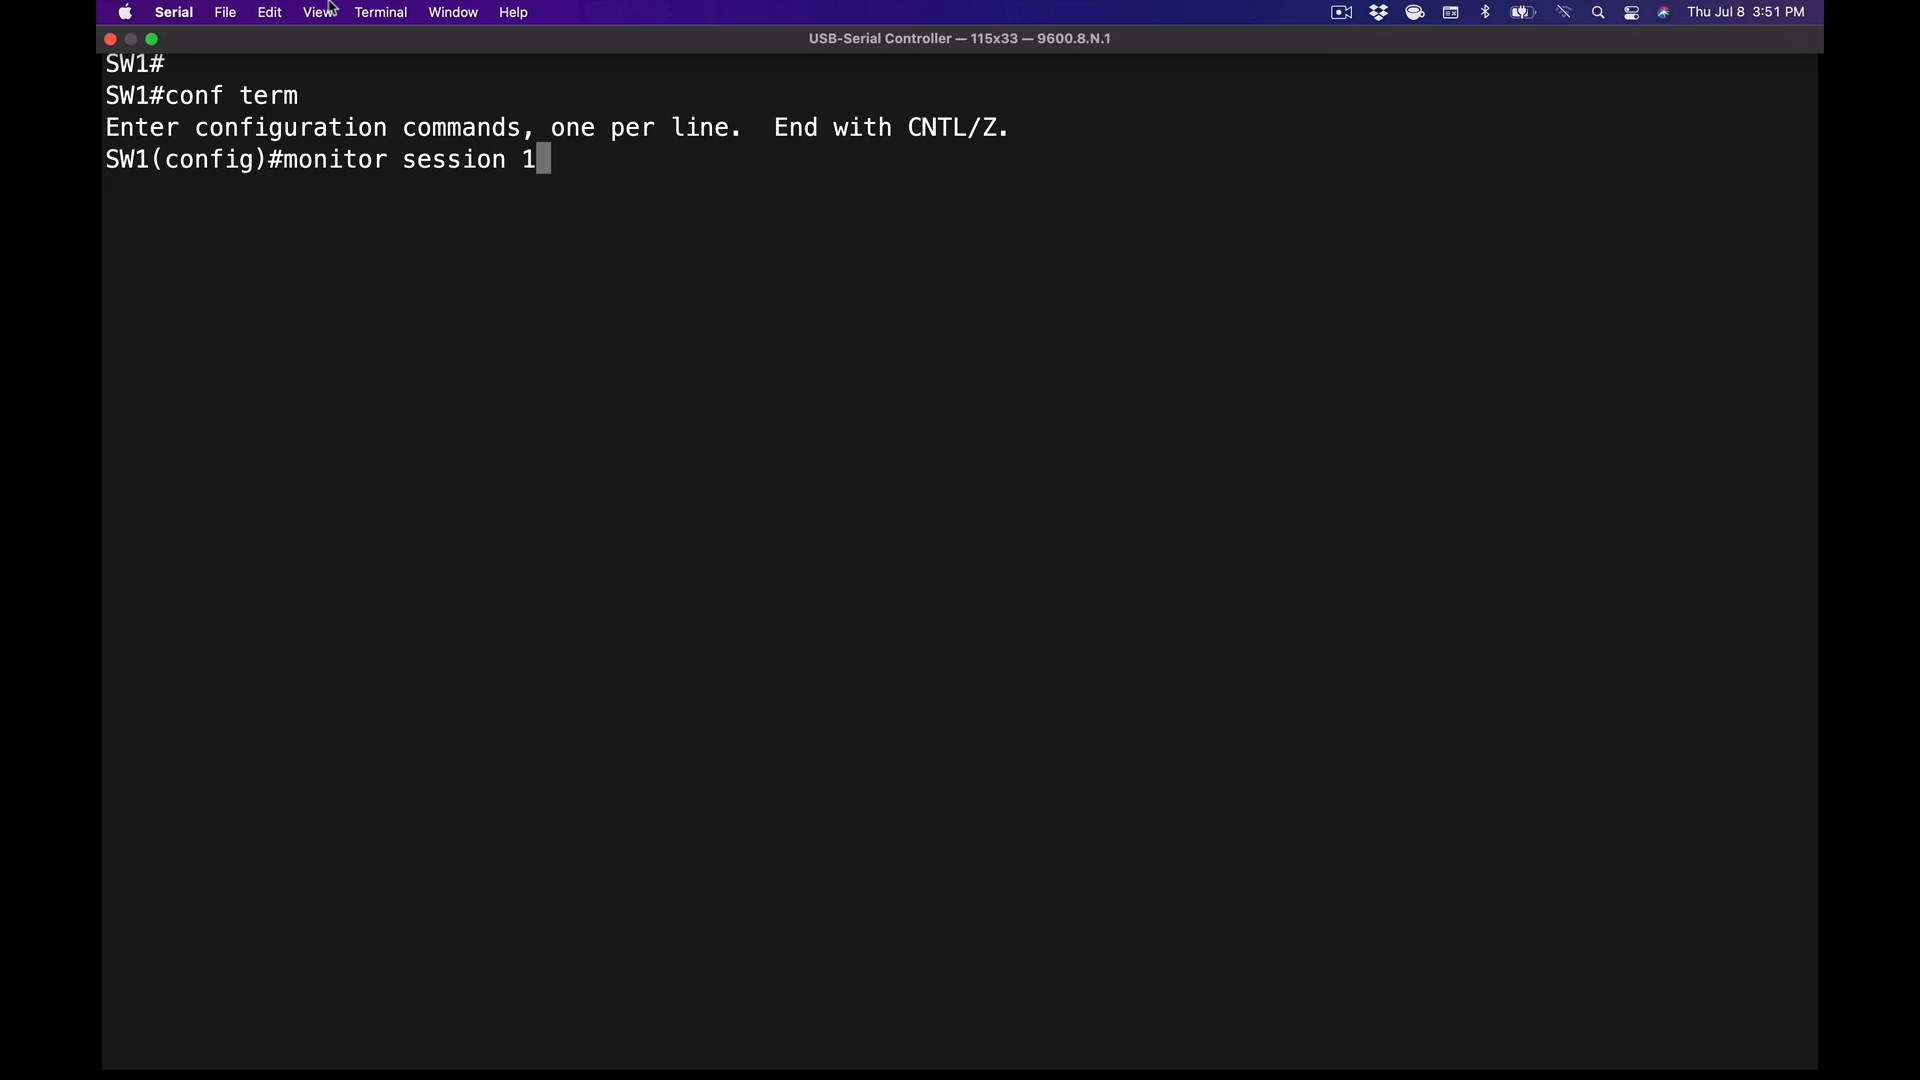 Serial File Edit View Terminal Window Help Thu Jul 8 3:51 PM
USB-Serial Controller — 115x33 — 9600.8.N.1
SW1#
SW1#conf term
Enter configuration commands, one per line.  End with CNTL/Z.
SW1(config)#monitor session 1